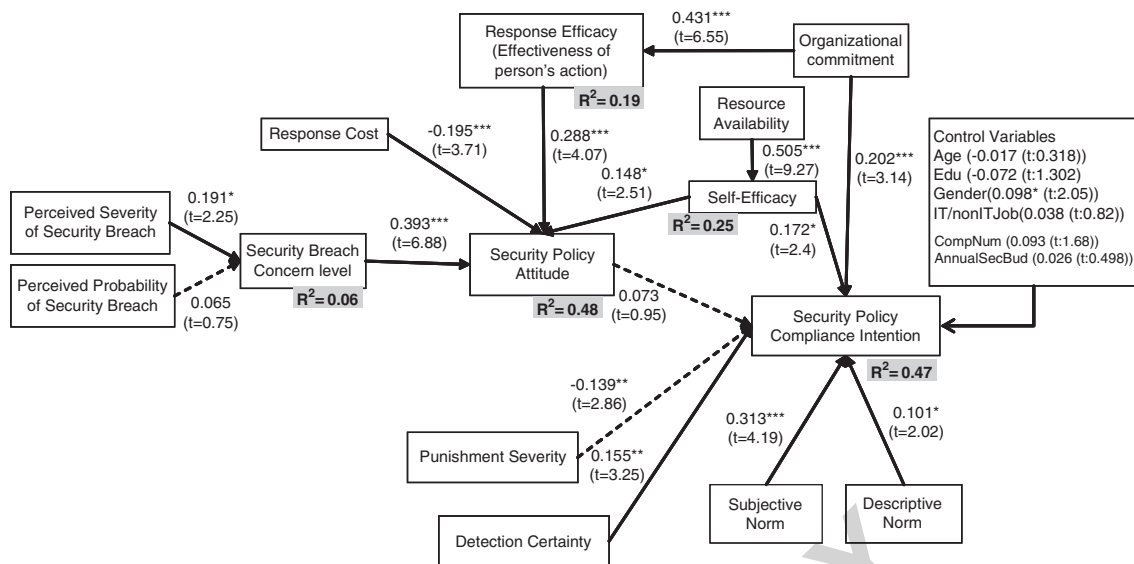 0.431***
(t=6.55)
Response Efficacy
(Effectiveness of
person's action)
R²= 0.19
Organizational
commitment
Resource
Availability
Response Cost
-0.195***
(t=3.71)
0.288***
(t=4.07)
0.148*
(t=2.51)
0.505***
(t=9.27)
Self-Efficacy
R²= 0.25
0.202***
(t=3.14)
0.172*
(t=2.4)
Control Variables
Age (-0.017 (t:0.318))
Edu (-0.072 (t:1.302)
Gender(0.098* (t:2.05))
IT/nonITJob(0.038 (t:0.82))
CompNum (0.093 (t:1.68))
AnnualSecBud (0.026 (t:0.498))
Perceived Severity
of Security Breach
0.191*
(t=2.25)
Perceived Probability
of Security Breach
0.065
(t=0.75)
Security Breach
Concern level
R²= 0.06
0.393***
(t=6.88)
Security Policy
Attitude
R²= 0.48
0.073
(t=0.95)
Security Policy
Compliance Intention
R²= 0.47
-0.139**
(t=2.86)
Punishment Severity
0.155**
(t=3.25)
Detection Certainty
0.313***
(t=4.19)
0.101*
(t=2.02)
Subjective
Norm
Descriptive
Norm
Y